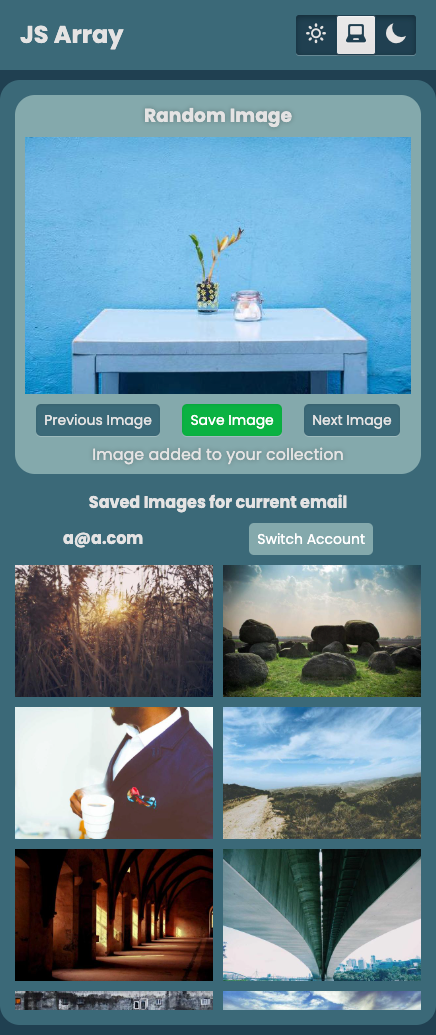 JS Array
Random Image
Previous Image
Save Image
Next Image
Image added to your collection
Saved Images for current email
a@a.com
Switch Account